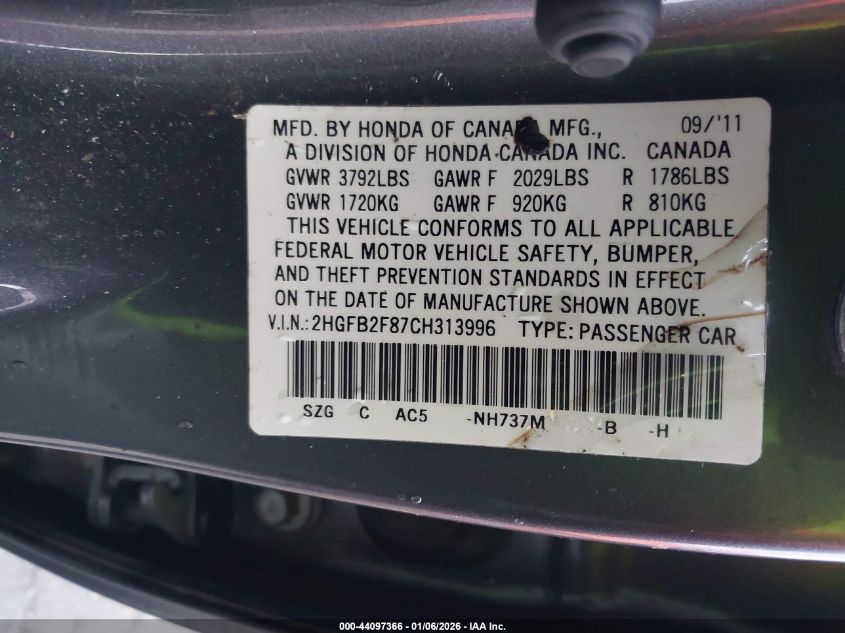 MFD. BY HONDA OF CANADA MFG., 09/'11
A DIVISION OF HONDA CANADA INC. CANADA
GVWR 3792LBS GAWR F 2029LBS R 1786LBS
GVWR 1720KG GAWR F 920KG R 810KG
THIS VEHICLE CONFORMS TO ALL APPLICABLE
FEDERAL MOTOR VEHICLE SAFETY, BUMPER,
AND THEFT PREVENTION STANDARDS IN EFFECT
ON THE DATE OF MANUFACTURE SHOWN ABOVE.
V.I.N.: 2HGFB2F87CH313996 TYPE: PASSENGER CAR
SZG C AC5 -NH737M -B -H
000-44097366 - 01/06/2026 - IAA Inc.